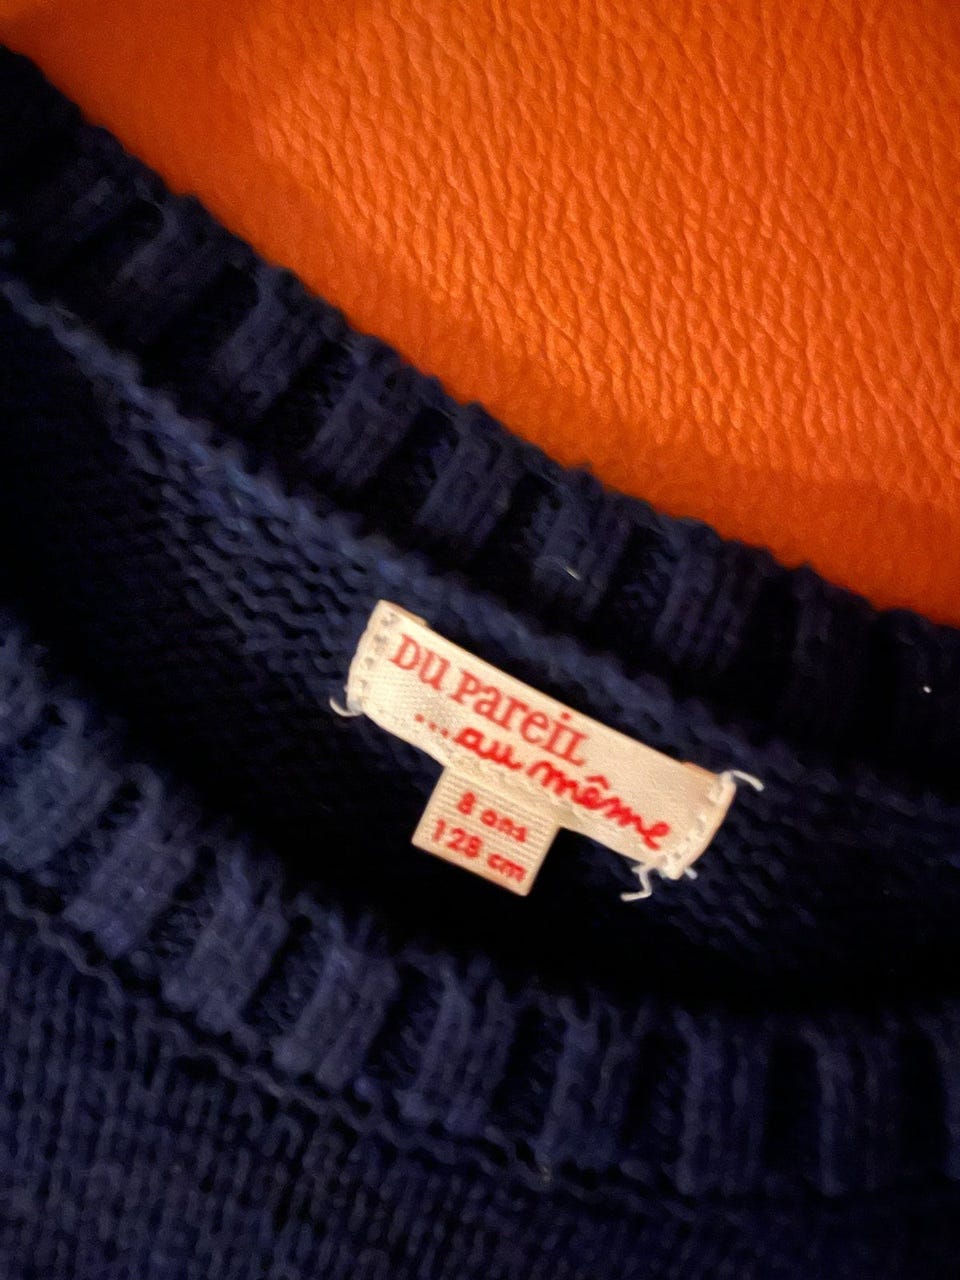 DU PAREIL
...au même
8 ans
128 cm